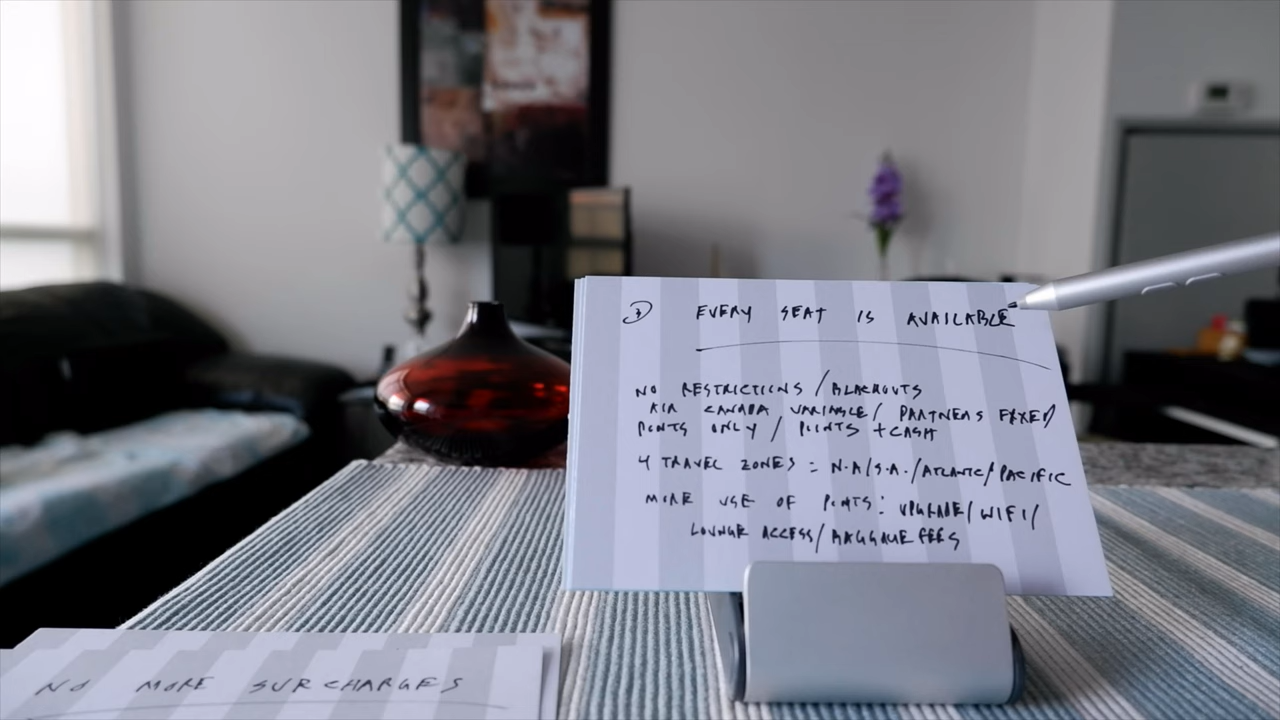 EVERY SEAT IS AVAILABLE
NO RESTRICTIONS / BLACKOUTS
AIR CANADA VARIABLE / PARTNERS FIXED /
POINTS ONLY / POINTS + CASH
4 TRAVEL ZONES = N.A / S.A. / ATLANTIC / PACIFIC
MORE USE OF POINTS: UPGRADE / WIFI /
LOUNGE ACCESS / BAGGAGE FEES
NO MORE SURCHARGES